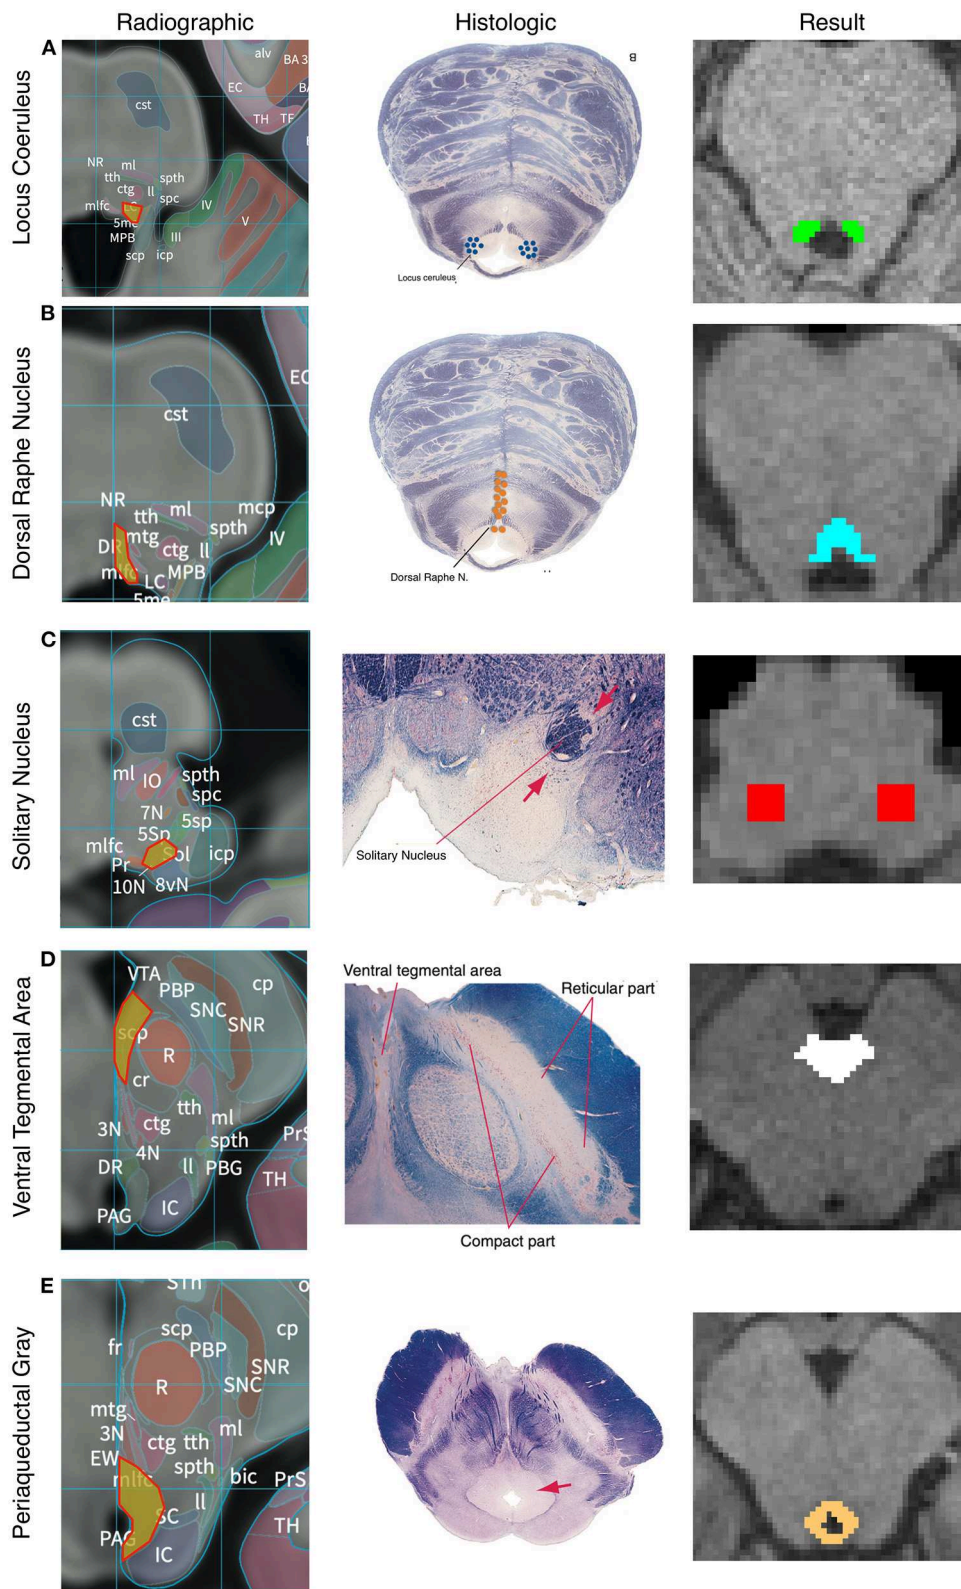 Radiographic Histologic Result
A
Locus Coeruleus
alv
BA 3
EC
BA
TH TF
cst
NR ml
tth spth
ctg ll
spc
mlfc
IV
V
5me
MPB
III
scp icp
B
Locus ceruleus
B
Dorsal Raphe Nucleus
EC
cst
NR
ml
mcp
tth
spth
mtg
IV
DR
ctg ll
mlfc
MPB
LC
5me
Dorsal Raphe N.
C
Solitary Nucleus
cst
ml IO spth
spc
7N
5sp
5Sp
mlfc
Sol icp
Pr
10N 8vN
Solitary Nucleus
D
Ventral Tegmental Area
VTA
PBP
cp
SNC
SNR
scp
R
cr
tth
ctg
ml
3N
spth
PrS
4N
DR
ll PBG
TH
IC
PAG
Ventral tegmental area
Reticular part
Compact part
E
Periaqueductal Gray
STh
scp
cp
fr
PBP
SNR
R
SNC
mtg
3N
ml
ctg tth
EW
spth
mlfc
bic PrS
ll
SC
PAG
TH
IC